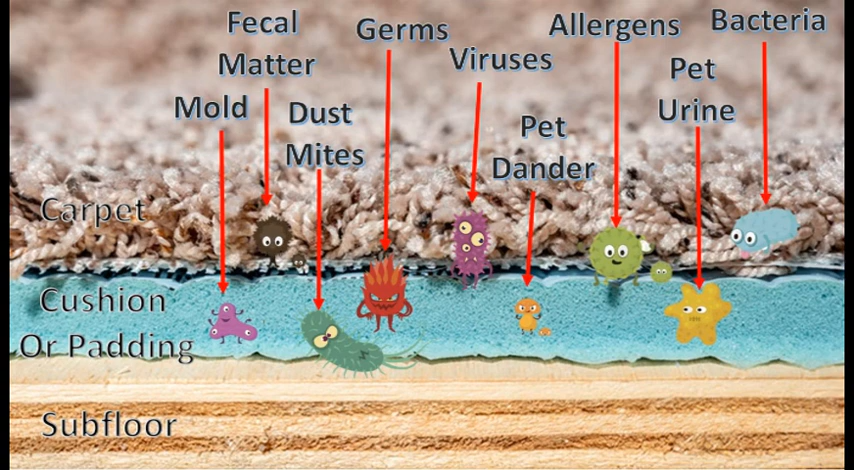 Fecal
Matter
Germs
Allergens
Bacteria
Viruses
Pet
Urine
Mold
Dust
Mites
Pet
Dander
Carpet
Cushion
Or Padding
Subfloor